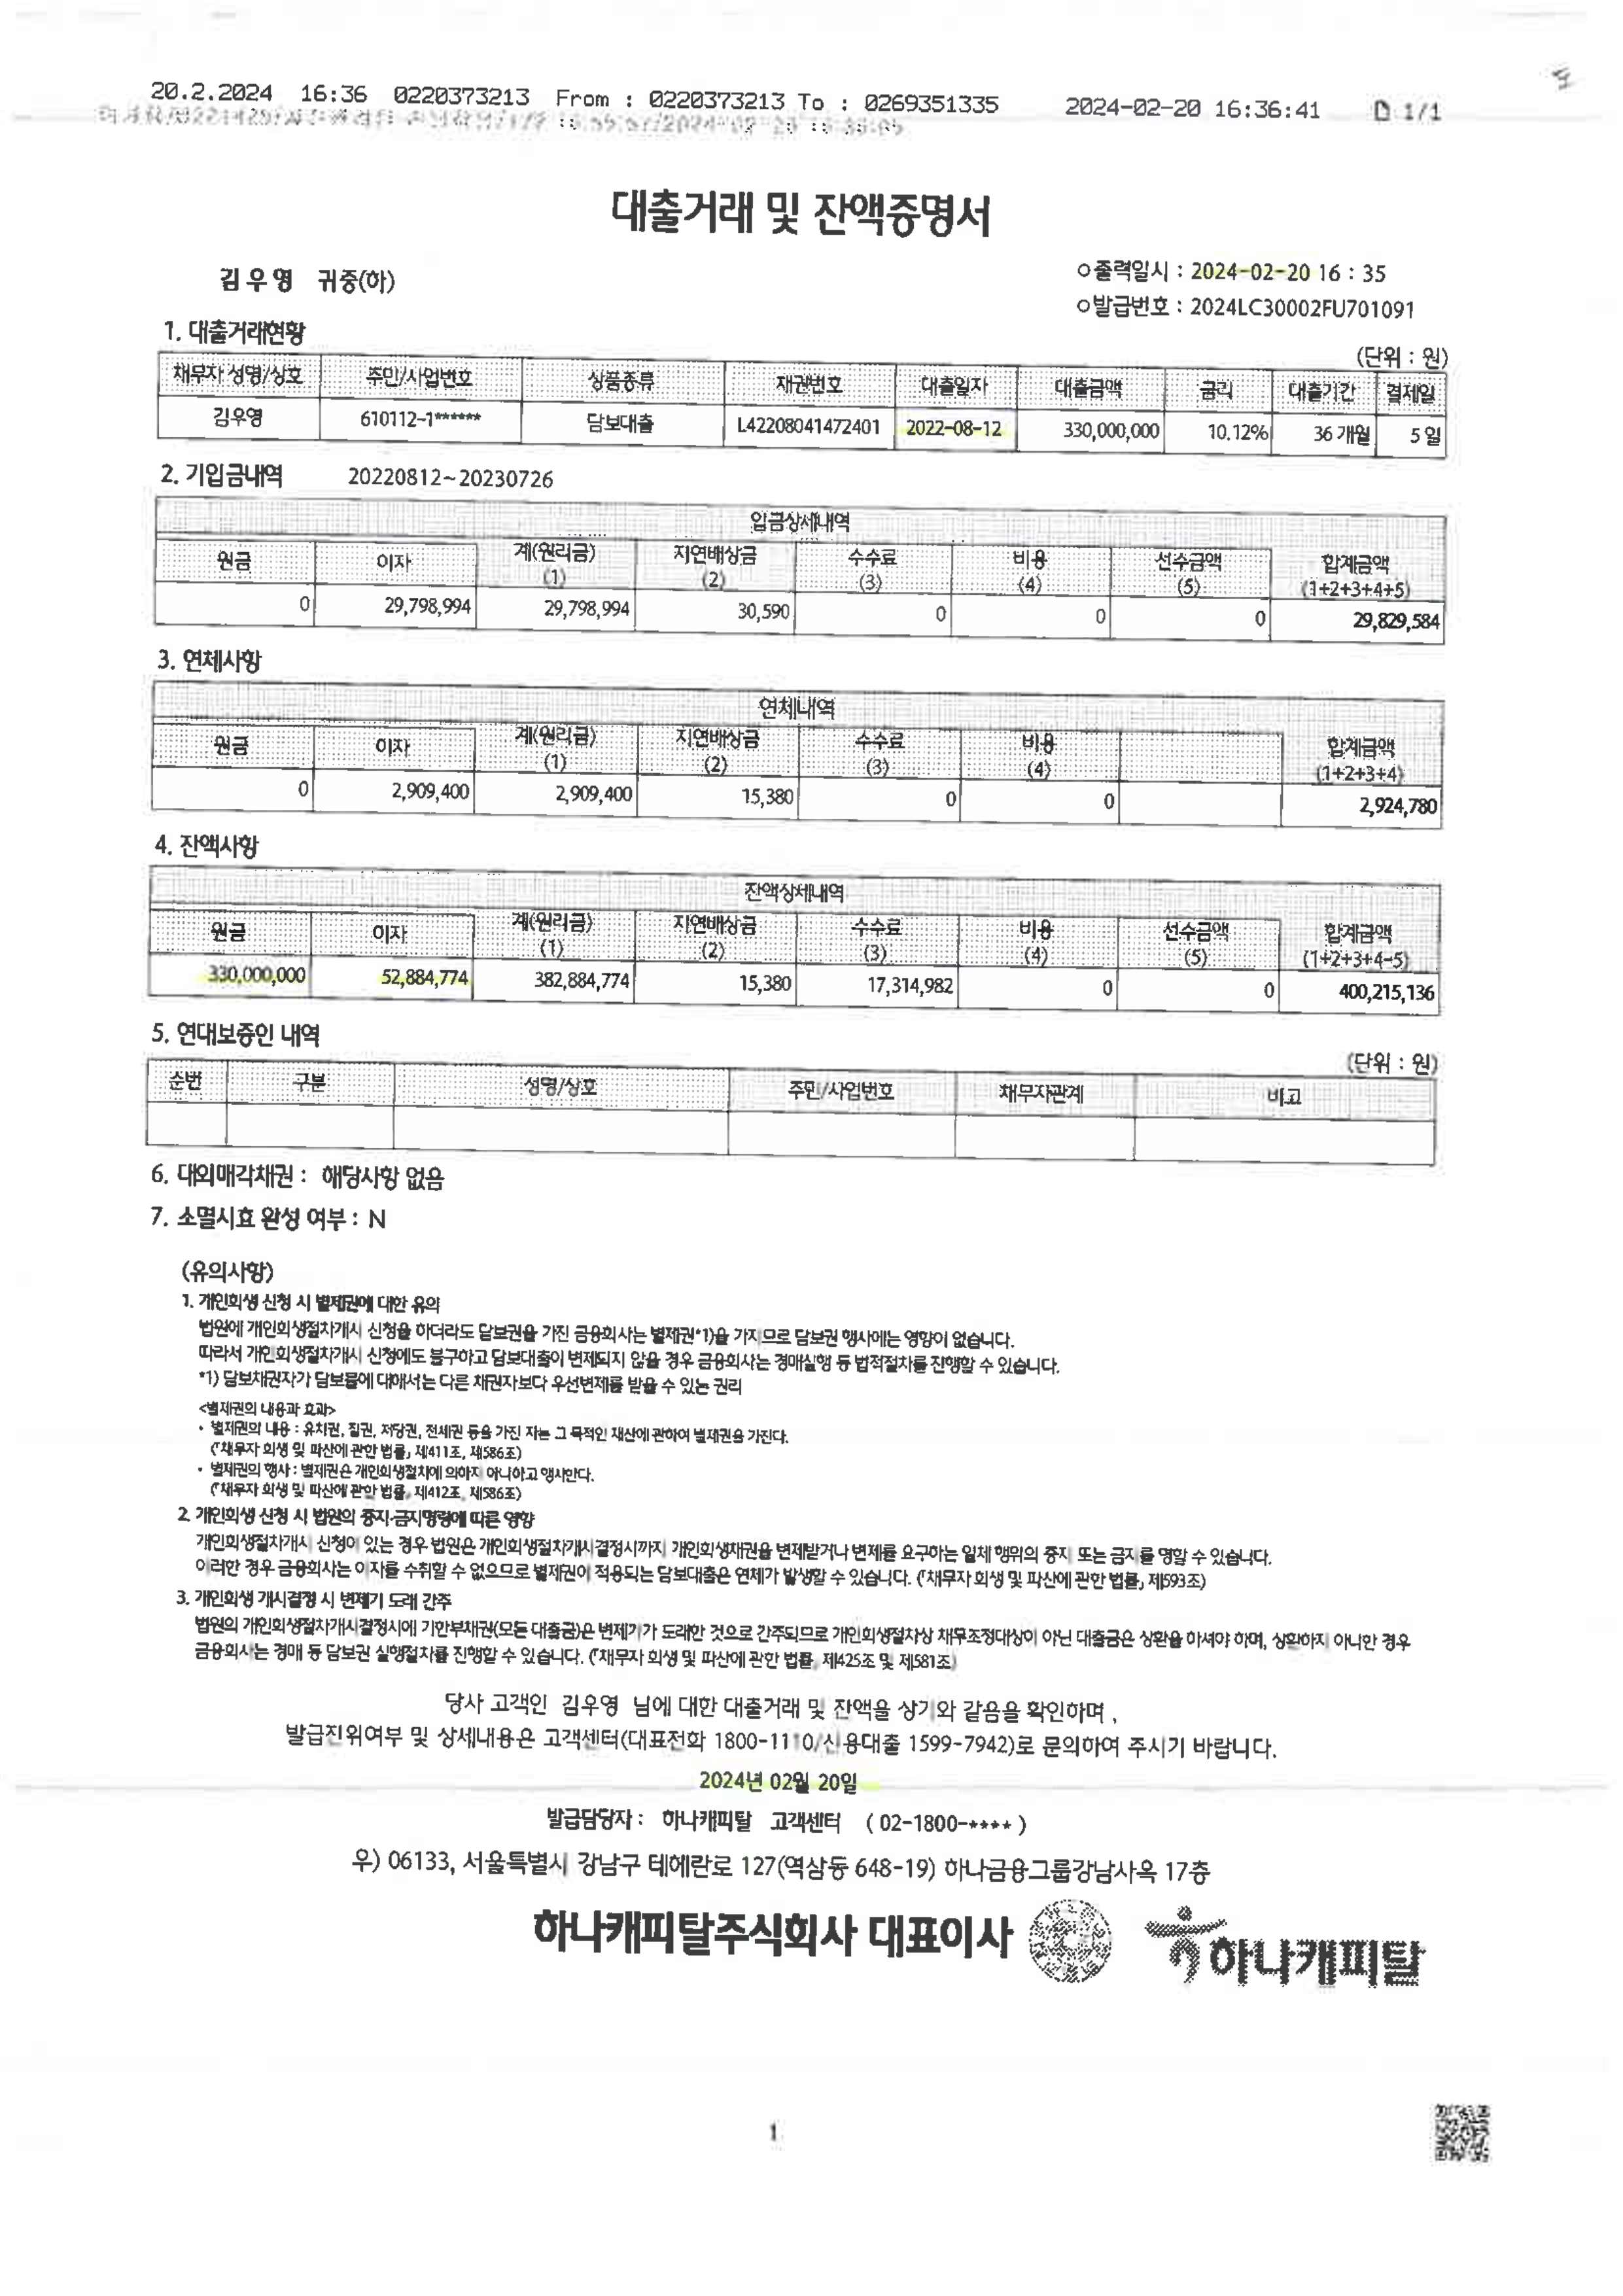 20.2.2024 16:36 0220373213 From : 0220373213 To : 0269351335 2024-02-20 16:36:41 1/1
대출거래 및 잔액증명서
김우영 귀중(하)
○출력일시 : 2024-02-20 16 : 35
○발급번호 : 2024LC30002FU701091
1. 대출거래현황
(단위 : 원)
채무자 성명/상호 주민/사업번호 상품종류 채권번호 대출일자 대출금액 금리 대출기간 결제일
김우영 610112-1****** 담보대출 L42208041472401 2022-08-12 330,000,000 10.12% 36 개월 5 일
2. 기입금내역 20220812~20230726
입금상세내역
원금 이자 계(원리금) (1) 지연배상금 (2) 수수료 (3) 비용 (4) 선수금액 (5) 합계금액 (1+2+3+4+5)
0 29,798,994 29,798,994 30,590 0 0 0 29,829,584
3. 연체사항
연체내역
원금 이자 계(원리금) (1) 지연배상금 (2) 수수료 (3) 비용 (4) 합계금액 (1+2+3+4)
0 2,909,400 2,909,400 15,380 0 0 2,924,780
4. 잔액사항
잔액상세내역
원금 이자 계(원리금) (1) 지연배상금 (2) 수수료 (3) 비용 (4) 선수금액 (5) 합계금액 (1+2+3+4-5)
330,000,000 52,884,774 382,884,774 15,380 17,314,982 0 0 400,215,136
5. 연대보증인 내역
(단위 : 원)
순번 구분 성명/상호 주민/사업번호 채무자관계 비고
6. 대외매각채권 : 해당사항 없음
7. 소멸시효 완성 여부 : N
(유의사항)
1. 개인회생 신청 시 별제권에 대한 유의
법원에 개인회생절차개시 신청을 하더라도 담보권을 가진 금융회사는 별제권*1)을 가지므로 담보권 행사에는 영향이 없습니다.
따라서 개인회생절차개시 신청에도 불구하고 담보대출이 변제되지 않을 경우 금융회사는 경매실행 등 법적절차를 진행할 수 있습니다.
*1) 담보채권자가 담보물에 대해서는 다른 채권자보다 우선변제를 받을 수 있는 권리
<별제권의 내용과 효과>
• 별제권의 내용 : 유치권, 질권, 저당권, 전세권 등을 가진 자는 그 목적인 재산에 관하여 별제권을 가진다.
(「채무자 회생 및 파산에 관한 법률」 제411조, 제586조)
• 별제권의 행사 : 별제권은 개인회생절차에 의하지 아니하고 행사한다.
(「채무자 회생 및 파산에 관한 법률」 제412조, 제586조)
2. 개인회생 신청 시 법원의 중지·금지명령에 따른 영향
개인회생절차개시 신청이 있는 경우 법원은 개인회생절차개시결정시까지 개인회생채권을 변제받거나 변제를 요구하는 일체 행위의 중지 또는 금지를 명할 수 있습니다.
이러한 경우 금융회사는 이자를 수취할 수 없으므로 별제권이 적용되는 담보대출은 연체가 발생할 수 있습니다. (「채무자 회생 및 파산에 관한 법률」 제593조)
3. 개인회생 개시결정 시 변제기 도래 간주
법원의 개인회생절차개시결정시에 기한부채권(모든 대출금)은 변제기가 도래한 것으로 간주되므로 개인회생절차상 채무조정대상이 아닌 대출금은 상환을 하셔야 하며, 상환하지 아니한 경우
금융회사는 경매 등 담보권 실행절차를 진행할 수 있습니다. (「채무자 회생 및 파산에 관한 법률」 제425조 및 제581조)
당사 고객인 김우영 님에 대한 대출거래 및 잔액을 상기와 같음을 확인하며 ,
발급진위여부 및 상세내용은 고객센터(대표전화 1800-1110/신용대출 1599-7942)로 문의하여 주시기 바랍니다.
2024년 02월 20일
발급담당자 : 하나캐피탈 고객센터 ( 02-1800-**** )
우) 06133, 서울특별시 강남구 테헤란로 127(역삼동 648-19) 하나금융그룹강남사옥 17층
하나캐피탈주식회사 대표이사
하나캐피탈
1